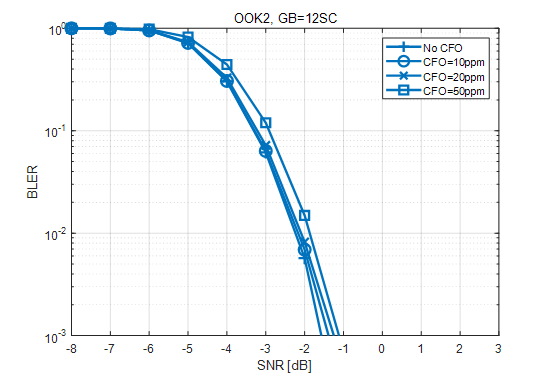 OOK2, GB=12SC
No CFO
CFO=10ppm
CFO=20ppm
CFO=50ppm
10^0
10^-1
10^-2
10^-3
BLER
-8 -7 -6 -5 -4 -3 -2 -1 0 1 2 3
SNR [dB]